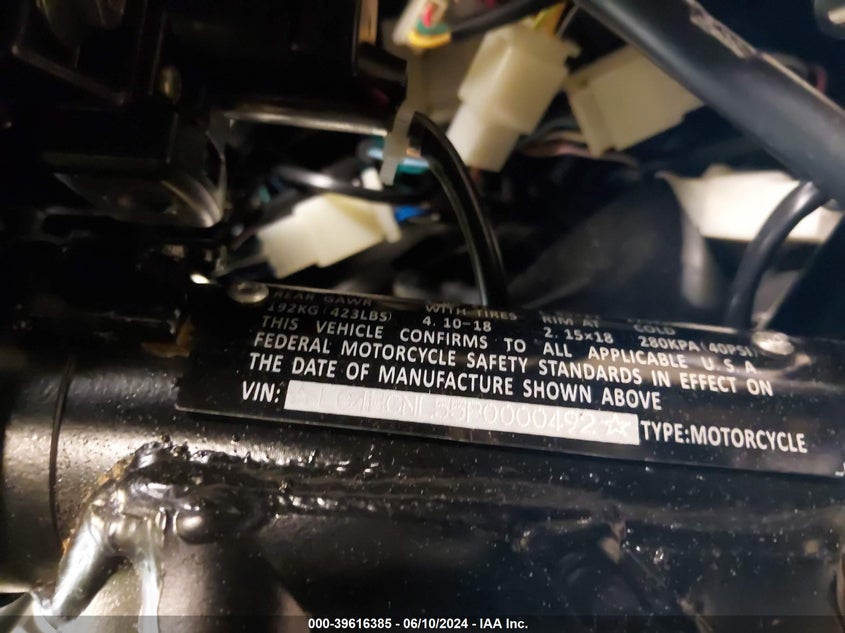 REAR GAWR WITH TIRES RIM AT COLD
192KG(423LBS) 4. 10-18 2. 15×18 280KPA(40PSI)
THIS VEHICLE CONFIRMS TO ALL APPLICABLE U.S.A
FEDERAL MOTORCYCLE SAFETY STANDARDS IN EFFECT ON
THE DATE OF MANUFACTURE SHOWN ABOVE
VIN: 55R0000492☆ TYPE:MOTORCYCLE
000-39616385 - 06/10/2024 - IAA Inc.